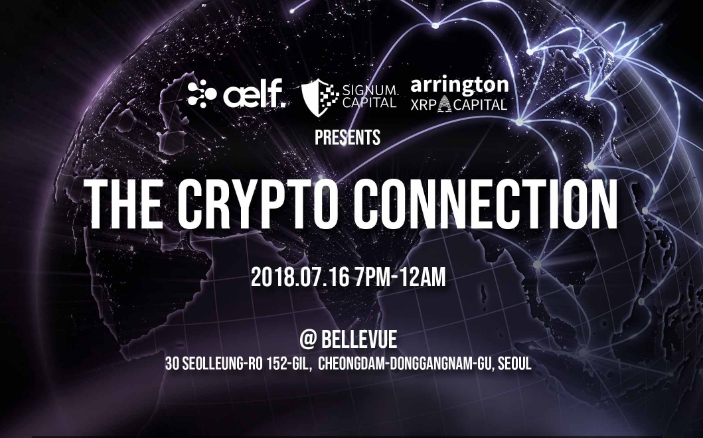 ælf. SIGNUM. CAPITAL arrington XRP CAPITAL
PRESENTS
THE CRYPTO CONNECTION
2018.07.16 7PM-12AM
@ BELLEVUE
30 SEOLLEUNG-RO 152-GIL, CHEONGDAM-DONGGANGNAM-GU, SEOUL